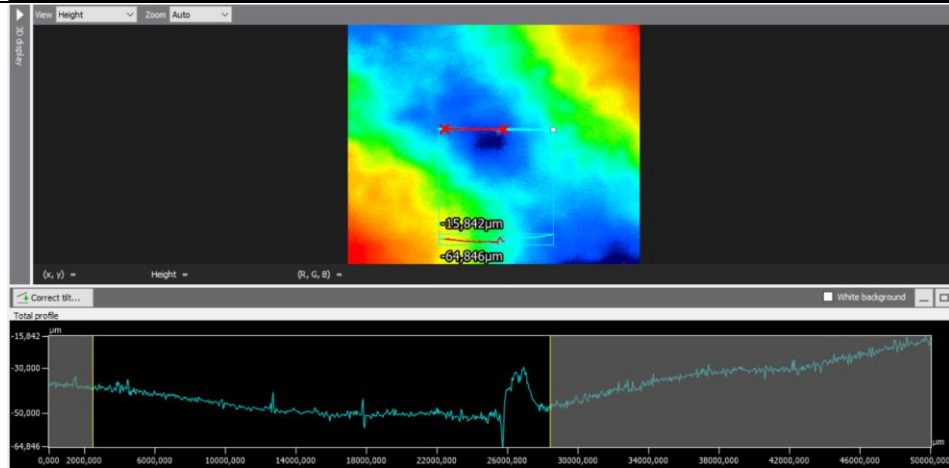 View Height Zoom Auto
3D display
-15,842µm
-64,846µm
(x, y) = Height = (R, G, B) =
Correct tilt... White background
Total profile
µm
-15,842
-30,000
-50,000
-64,846
µm
0,000 2000,000 6000,000 10000,000 14000,000 18000,000 22000,000 26000,000 30000,000 34000,000 38000,000 42000,000 46000,000 50000,000